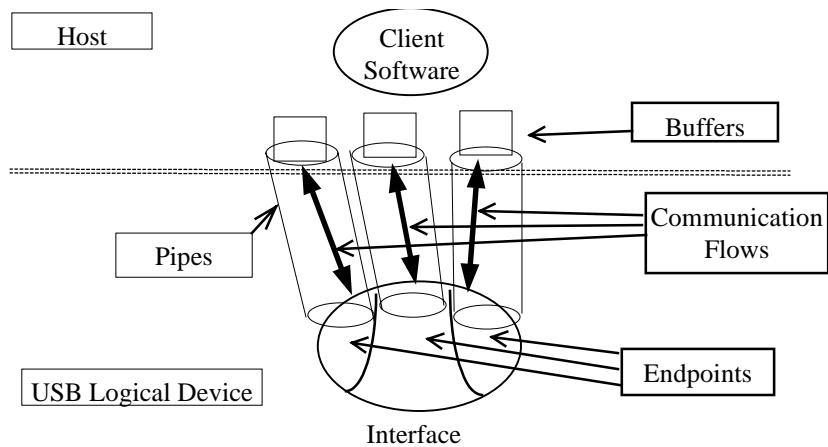 Host
Client
Software
Buffers
Communication
Flows
Pipes
Endpoints
USB Logical Device
Interface